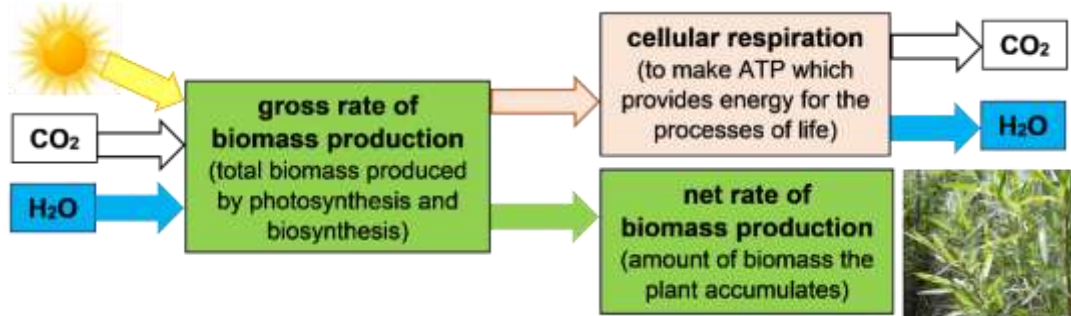 CO₂
H₂O
gross rate of
biomass production
(total biomass produced
by photosynthesis and
biosynthesis)
cellular respiration
(to make ATP which
provides energy for the
processes of life)
CO₂
H₂O
net rate of
biomass production
(amount of biomass the
plant accumulates)